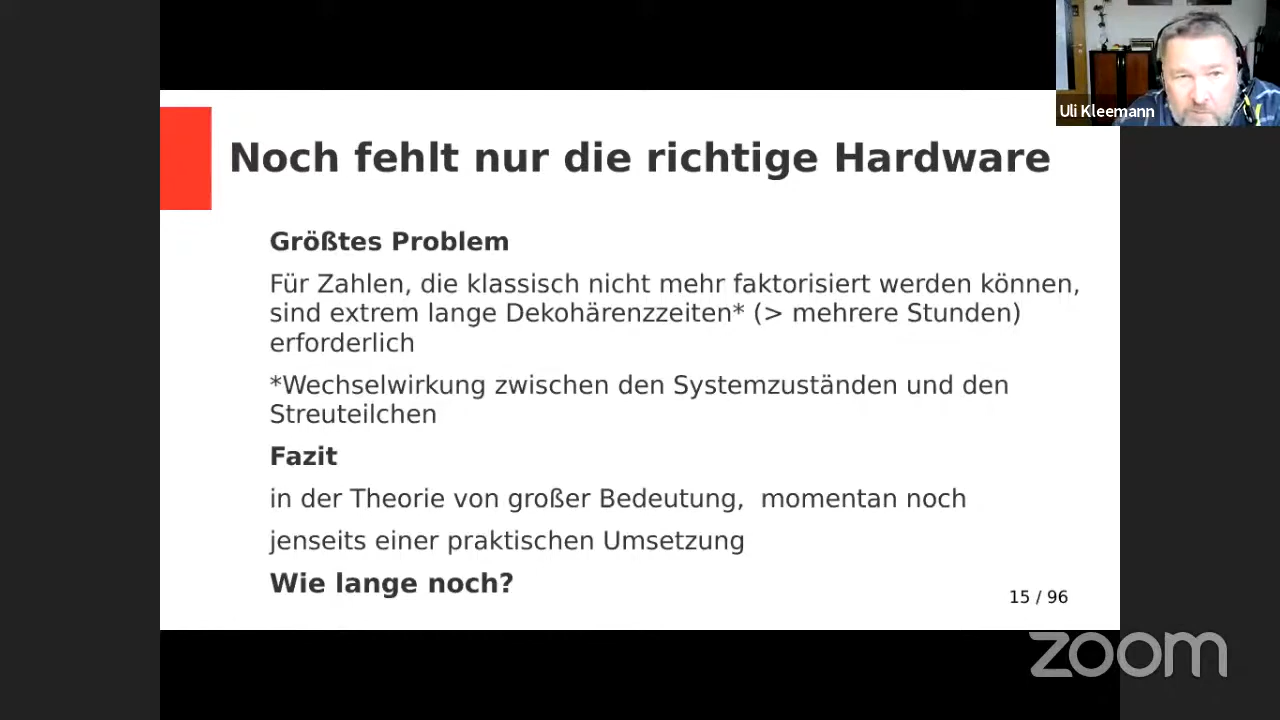 Uli Kleemann
Noch fehlt nur die richtige Hardware
Größtes Problem
Für Zahlen, die klassisch nicht mehr faktorisiert werden können,
sind extrem lange Dekohärenzzeiten* (> mehrere Stunden)
erforderlich
*Wechselwirkung zwischen den Systemzuständen und den
Streuteilchen
Fazit
in der Theorie von großer Bedeutung,  momentan noch
jenseits einer praktischen Umsetzung
Wie lange noch?
15 / 96
zoom